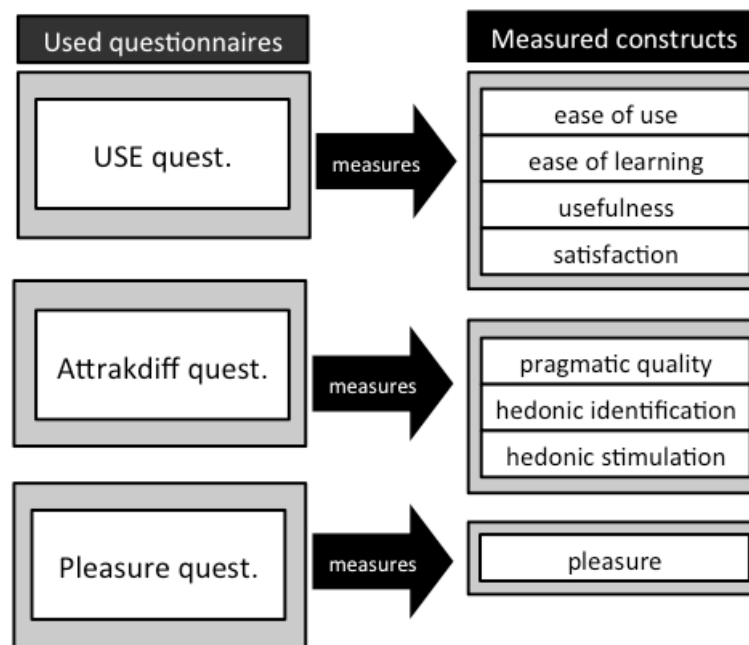 Used questionnaires
Measured constructs
USE quest.
measures
ease of use
ease of learning
usefulness
satisfaction
Attrakdiff quest.
measures
pragmatic quality
hedonic identification
hedonic stimulation
Pleasure quest.
measures
pleasure